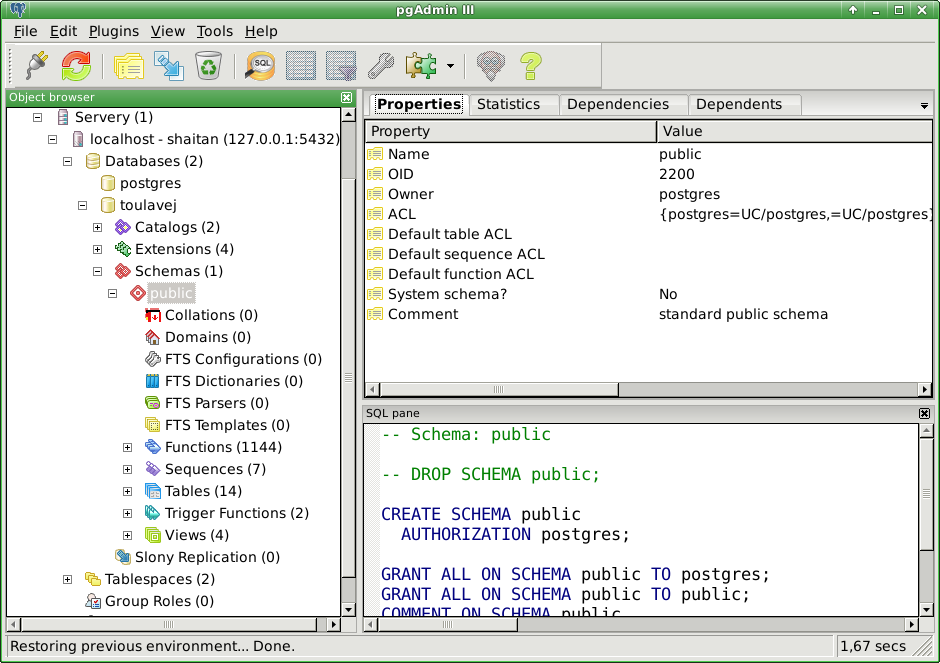 pgAdmin III
File Edit Plugins View Tools Help
SQL
Object browser
Servery (1)
localhost - shaitan (127.0.0.1:5432)
Databases (2)
postgres
toulavej
Catalogs (2)
Extensions (4)
Schemas (1)
public
Collations (0)
Domains (0)
FTS Configurations (0)
FTS Dictionaries (0)
FTS Parsers (0)
FTS Templates (0)
Functions (1144)
Sequences (7)
Tables (14)
Trigger Functions (2)
Views (4)
Slony Replication (0)
Tablespaces (2)
Group Roles (0)
Properties Statistics Dependencies Dependents
Property Value
Name public
OID 2200
Owner postgres
ACL {postgres=UC/postgres,=UC/postgres}
Default table ACL
Default sequence ACL
Default function ACL
System schema? No
Comment standard public schema
SQL pane
-- Schema: public
-- DROP SCHEMA public;
CREATE SCHEMA public
AUTHORIZATION postgres;
GRANT ALL ON SCHEMA public TO postgres;
GRANT ALL ON SCHEMA public TO public;
COMMENT ON SCHEMA public
Restoring previous environment... Done. 1,67 secs